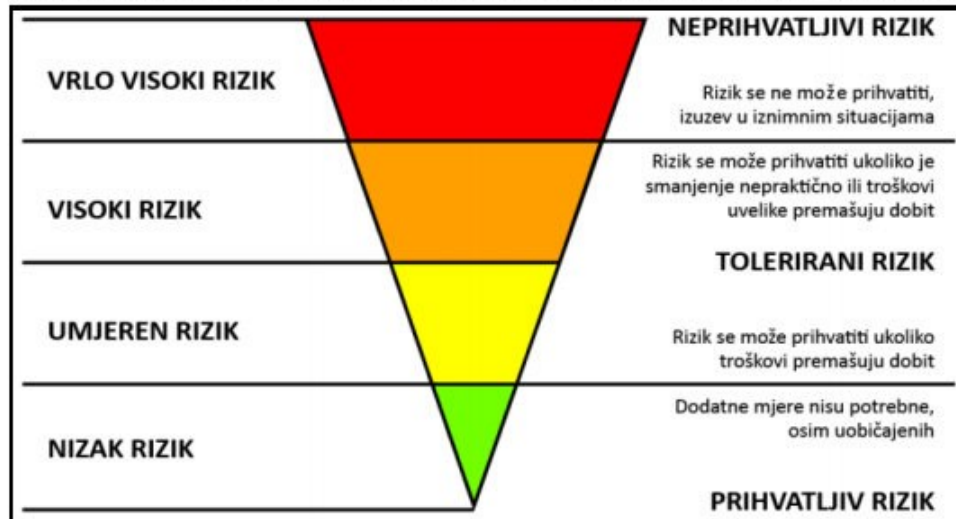 NEPRIHVATLJIVI RIZIK
VRLO VISOKI RIZIK
Rizik se ne može prihvatiti,
izuzev u iznimnim situacijama
Rizik se može prihvatiti ukoliko je
smanjenje nepraktično ili troškovi
uvelike premašuju dobit
VISOKI RIZIK
TOLERIRANI RIZIK
UMJEREN RIZIK
Rizik se može prihvatiti ukoliko
troškovi premašuju dobit
Dodatne mjere nisu potrebne,
osim uobičajenih
NIZAK RIZIK
PRIHVATLJIV RIZIK